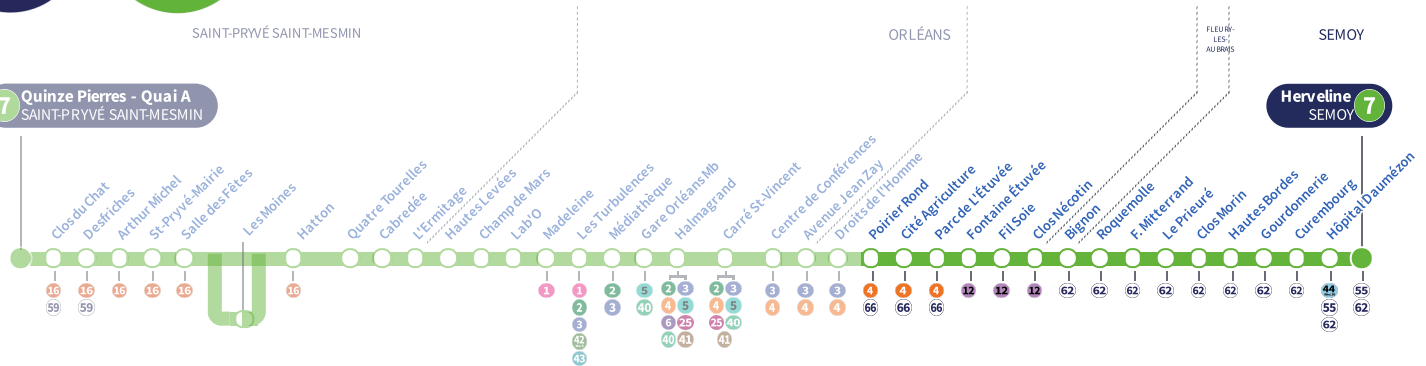 SAINT-PRYVÉ SAINT-MESMIN
ORLÉANS
FLEURY-
LES-
AUBRAIS
SEMOY
7
Quinze Pierres - Quai A
SAINT-PRYVÉ SAINT-MESMIN
Herveline
SEMOY
7
Clos du Chat
Desfriches
Arthur Michel
St-Pryvé-Mairie
Salle des Fêtes
Les Moines
Hatton
Quatre Tourelles
Cabredée
L'Ermitage
Hautes Levées
Champ de Mars
Lab'O
Madeleine
Les Turbulences
Médiathèque
Gare Orléans Mb
Halmagrand
Carré St-Vincent
Centre de Conférences
Avenue Jean Zay
Droits de l'Homme
Poirier Rond
Cité Agriculture
Parc de L'Étuvée
Fontaine Étuvée
Fil Soie
Clos Nécotin
Bignon
Roquemolle
F. Mitterrand
Le Prieuré
Clos Morin
Hautes Bordes
Gourdonnerie
Curembourg
Hôpital Daumézon
16 16 16 16 16 16 1 1 2 5 2 3 2 3 3 3 3 4 4 4 12 12 12 62 62 62 62 62 62 62 62 44 55
59 59 2 3 40 4 5 4 5 4 4 4 66 66 66 55 62
3 6 25 25 40 62
42 40 41 41
43